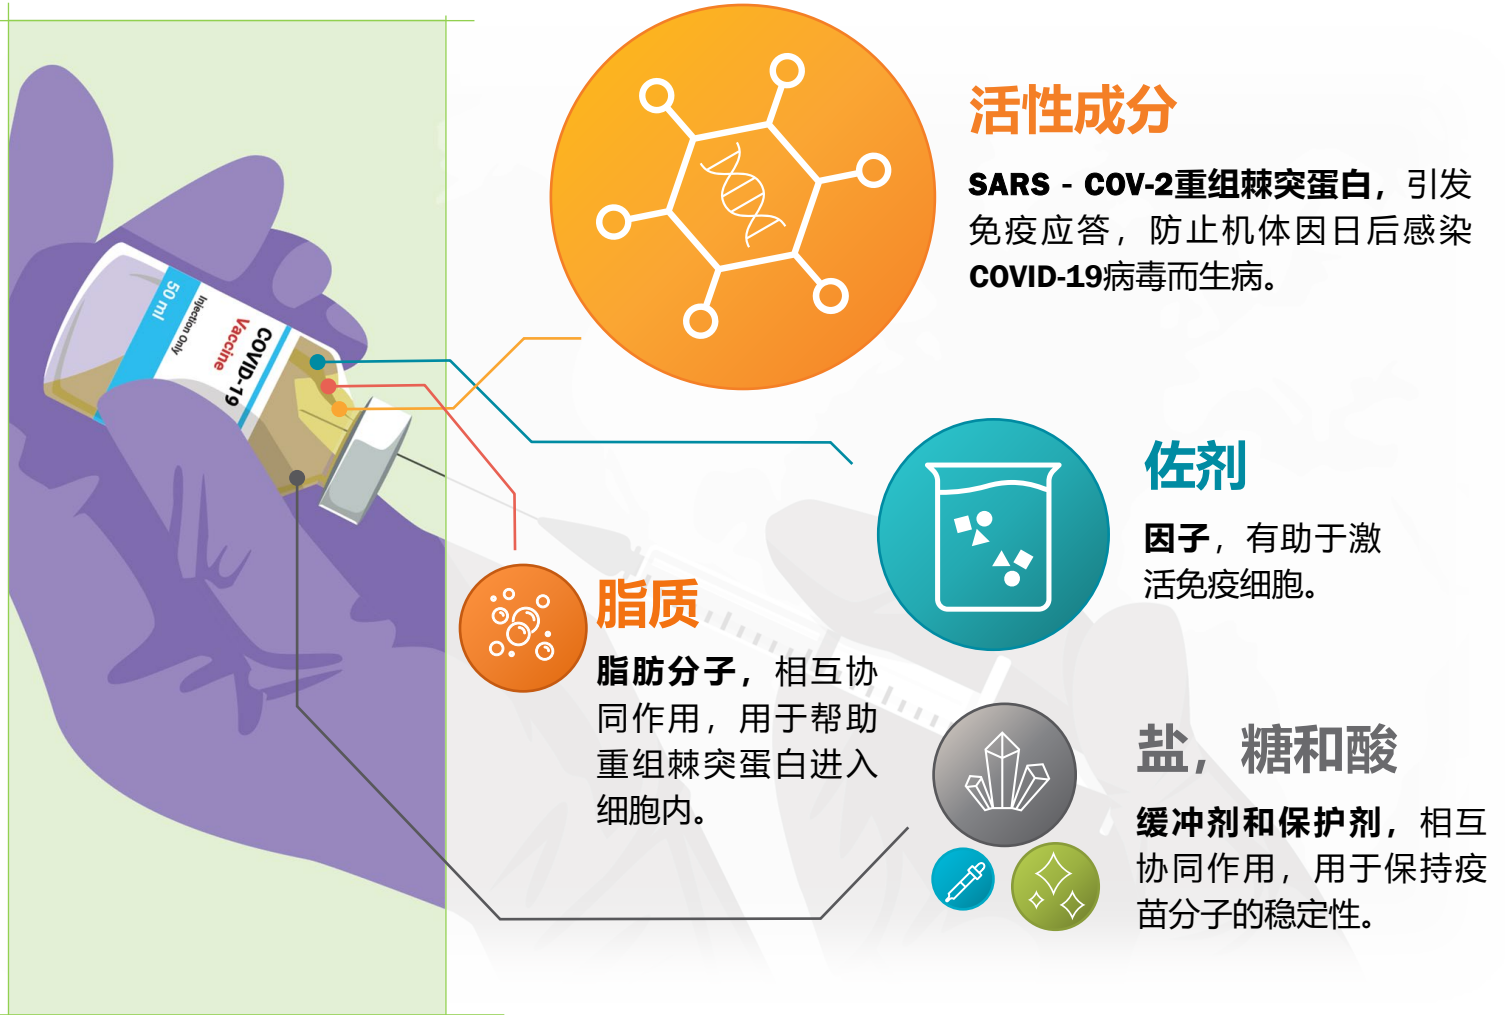 活性成分
SARS - COV-2重组棘突蛋白，引发
免疫应答，防止机体因日后感染
COVID-19病毒而生病。
50 ml
Injection Only
Vaccine
COVID-19
佐剂
因子，有助于激
活免疫细胞。
脂质
脂肪分子，相互协
同作用，用于帮助
重组棘突蛋白进入
细胞内。
盐，糖和酸
缓冲剂和保护剂，相互
协同作用，用于保持疫
苗分子的稳定性。